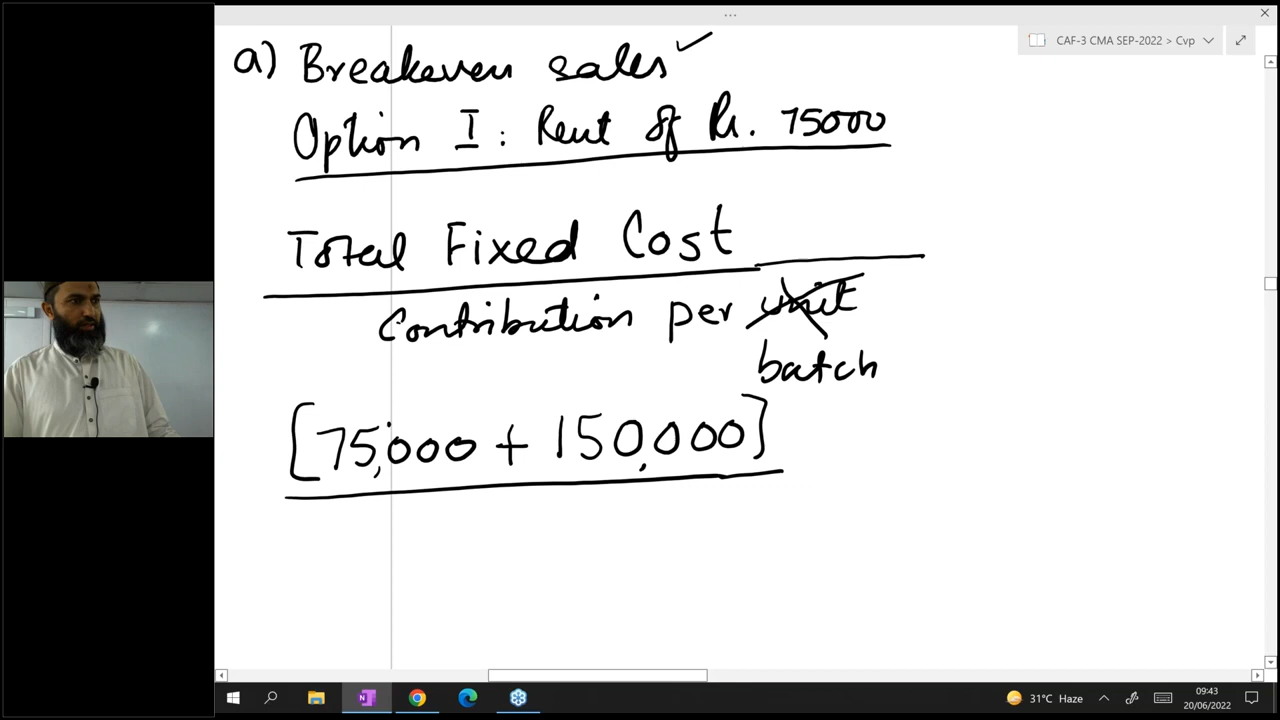 CAF-3 CMA SEP-2022 > Cvp
a) Breakeven sales
Option I: Rent of Rs. 75000
Total Fixed Cost
Contribution per unit
batch
[75,000 + 150,000]
31°C Haze
09:43
20/06/2022